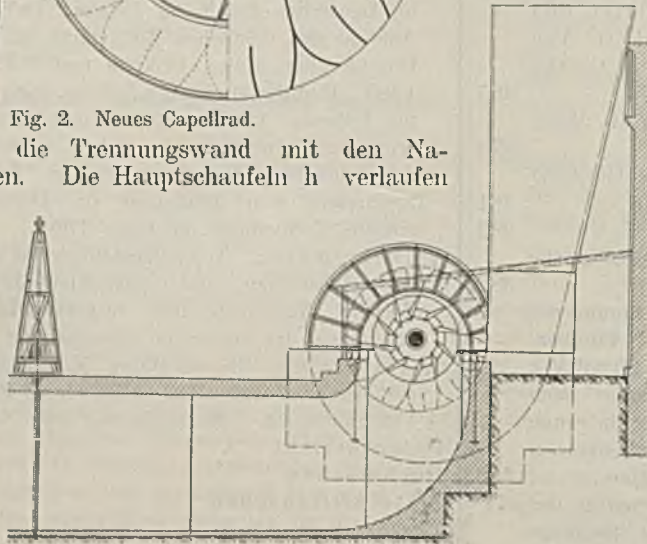 Fig. 2. Neues Capellrad.
die Trennungswand mit den Na-
en. Die Hauptschaufeln h verlaufen